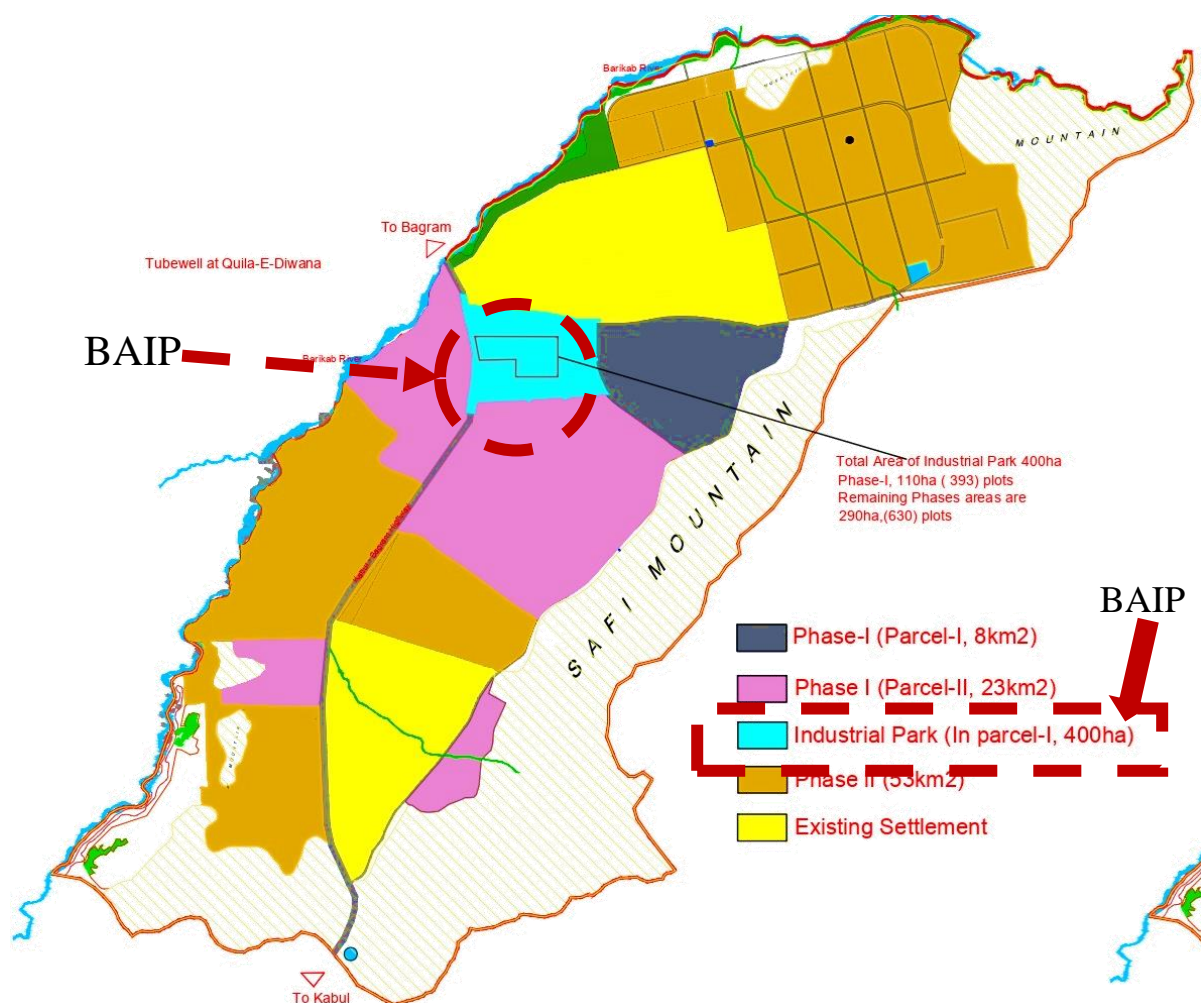 Barikab River
MOUNTAIN
MOUNTAIN
To Bagram
Tubewell at Quila-E-Diwana
BAIP
Barikab River
Total Area of Industrial Park 400ha
Phase-I, 110ha ( 393) plots
Remaining Phases areas are
290ha,(630) plots
SAFI MOUNTAIN
BAIP
Phase-I (Parcel-I, 8km2)
Phase I (Parcel-II, 23km2)
Industrial Park (In parcel-I, 400ha)
Phase II (53km2)
Existing Settlement
MOUNTAIN
To Kabul